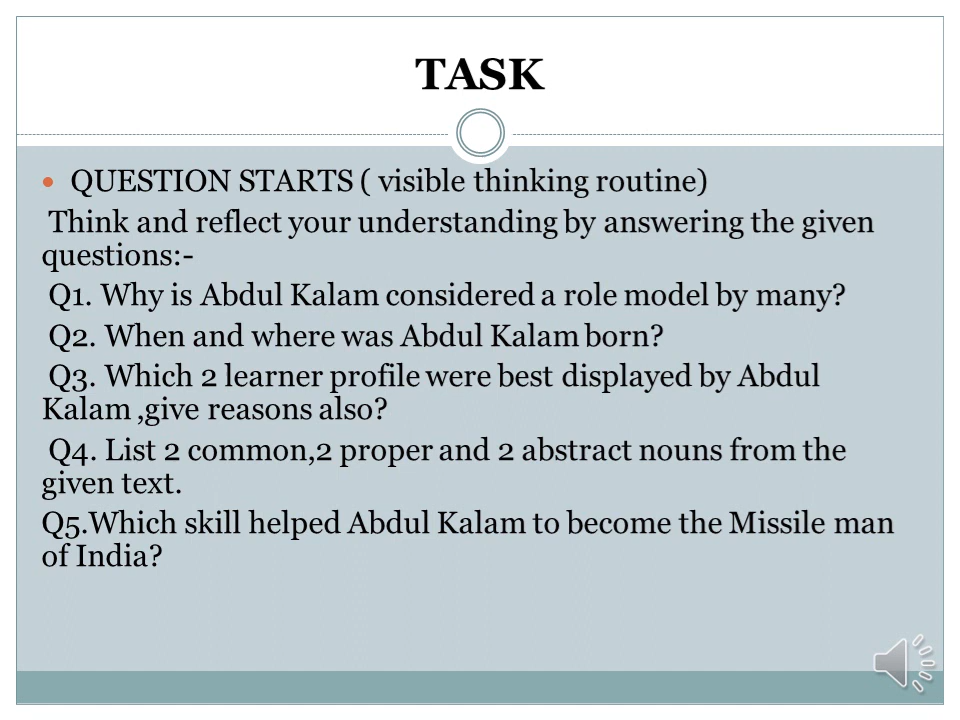 TASK
QUESTION STARTS ( visible thinking routine)
Think and reflect your understanding by answering the given
questions:-
Q1. Why is Abdul Kalam considered a role model by many?
Q2. When and where was Abdul Kalam born?
Q3. Which 2 learner profile were best displayed by Abdul
Kalam ,give reasons also?
Q4. List 2 common,2 proper and 2 abstract nouns from the
given text.
Q5.Which skill helped Abdul Kalam to become the Missile man
of India?